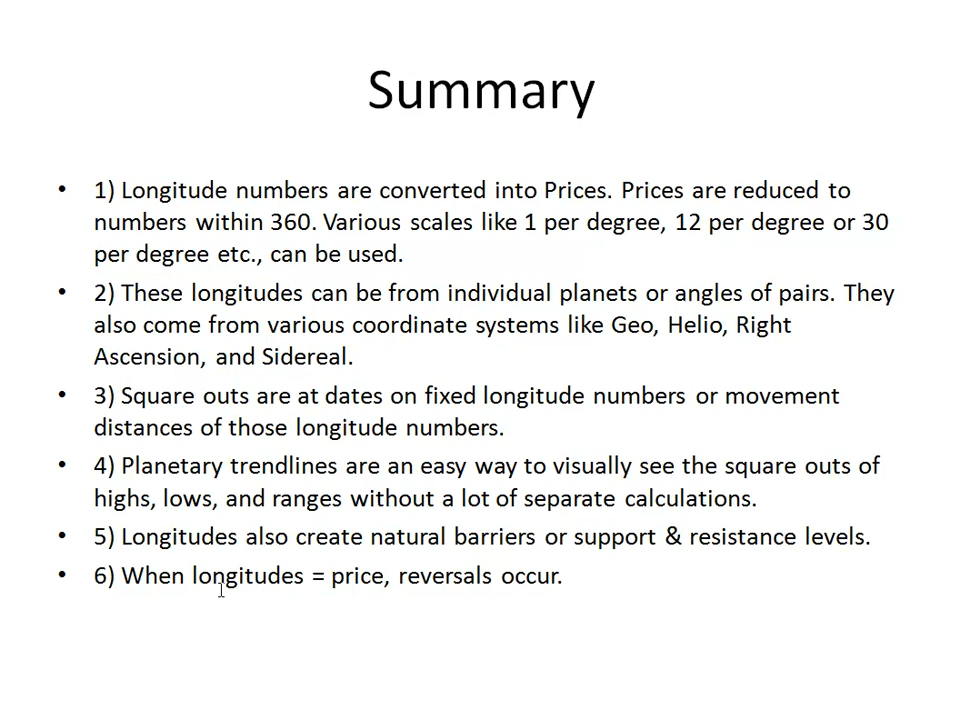 Summary
• 1) Longitude numbers are converted into Prices. Prices are reduced to
numbers within 360. Various scales like 1 per degree, 12 per degree or 30
per degree etc., can be used.
• 2) These longitudes can be from individual planets or angles of pairs. They
also come from various coordinate systems like Geo, Helio, Right
Ascension, and Sidereal.
• 3) Square outs are at dates on fixed longitude numbers or movement
distances of those longitude numbers.
• 4) Planetary trendlines are an easy way to visually see the square outs of
highs, lows, and ranges without a lot of separate calculations.
• 5) Longitudes also create natural barriers or support & resistance levels.
• 6) When longitudes = price, reversals occur.